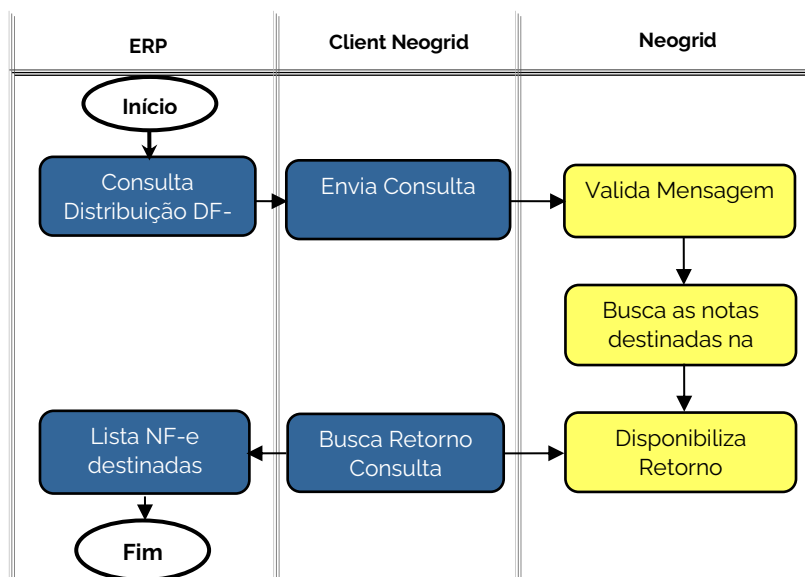 ERP
Client Neogrid
Neogrid
Início
Consulta
Distribuição DF-
Envia Consulta
Valida Mensagem
Busca as notas
destinadas na
Lista NF-e
destinadas
Busca Retorno
Consulta
Disponibiliza
Retorno
Fim